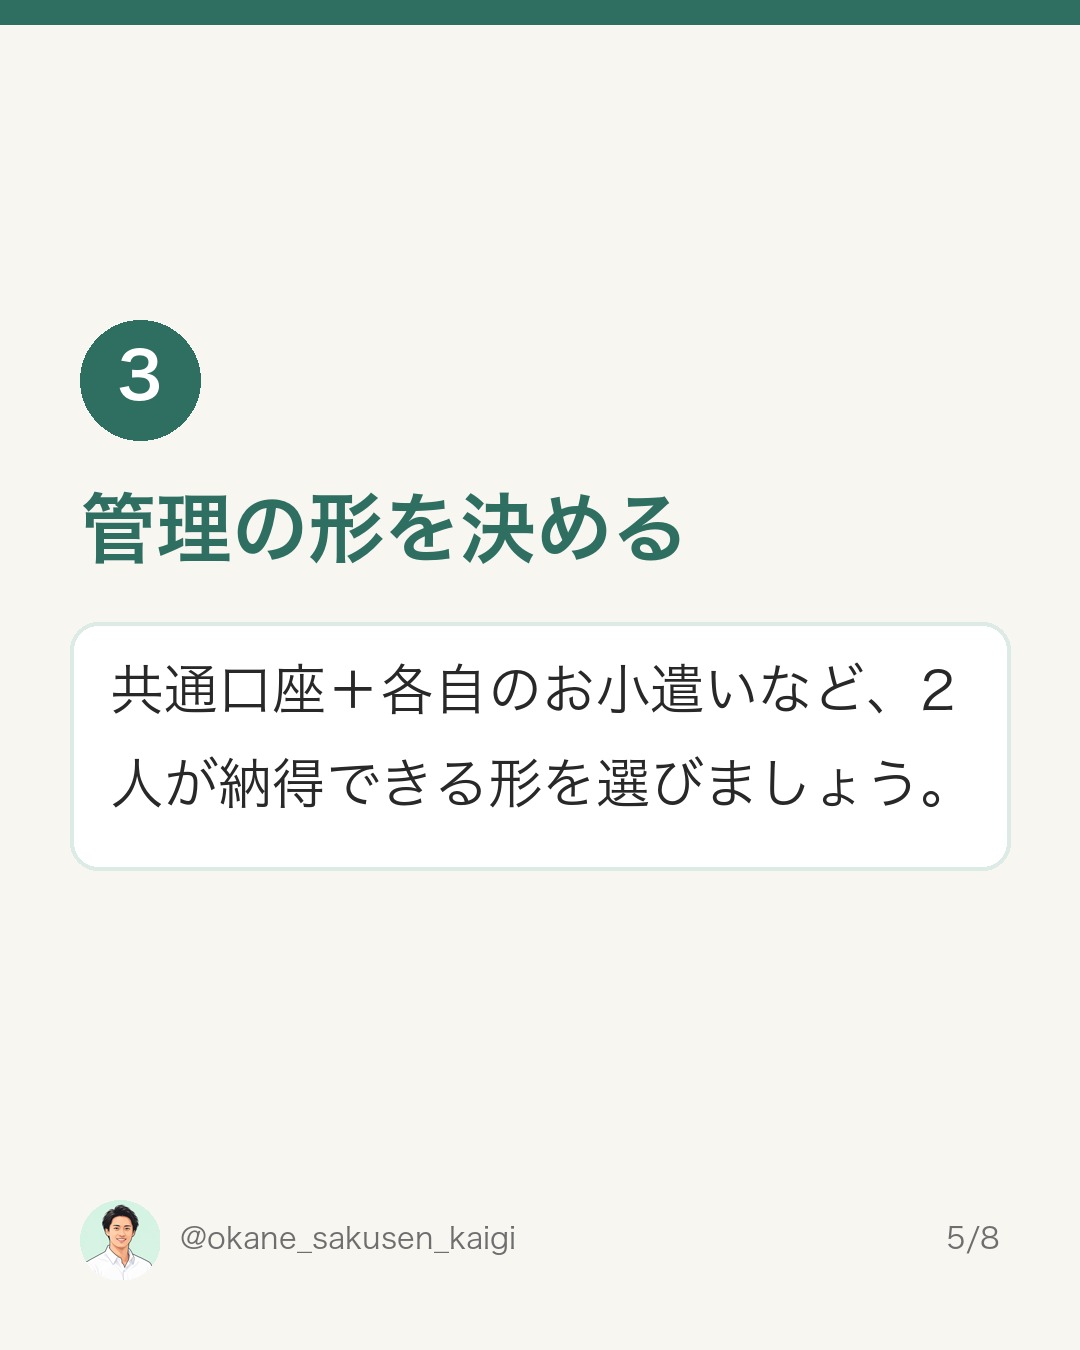 3
管理の形を決める
共通口座＋各自のお小遣いなど、2
人が納得できる形を選びましょう。
@okane_sakusen_kaigi
5/8